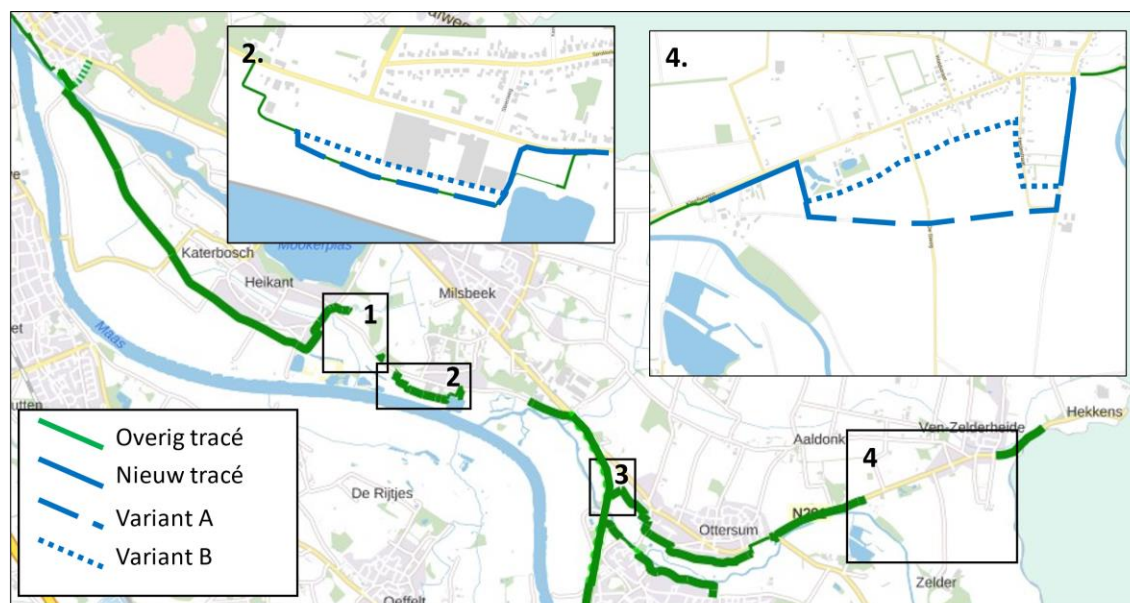 2.
4.
Katerbosch
Mookerplas
Heikant
Milsbeek
1
Maas
2
Hekkens
Ven-Zelderheide
Aaldonk
4
3
De Rijtjes
Ottersum
Zelder
Oeffelt
Overig tracé
Nieuw tracé
Variant A
Variant B